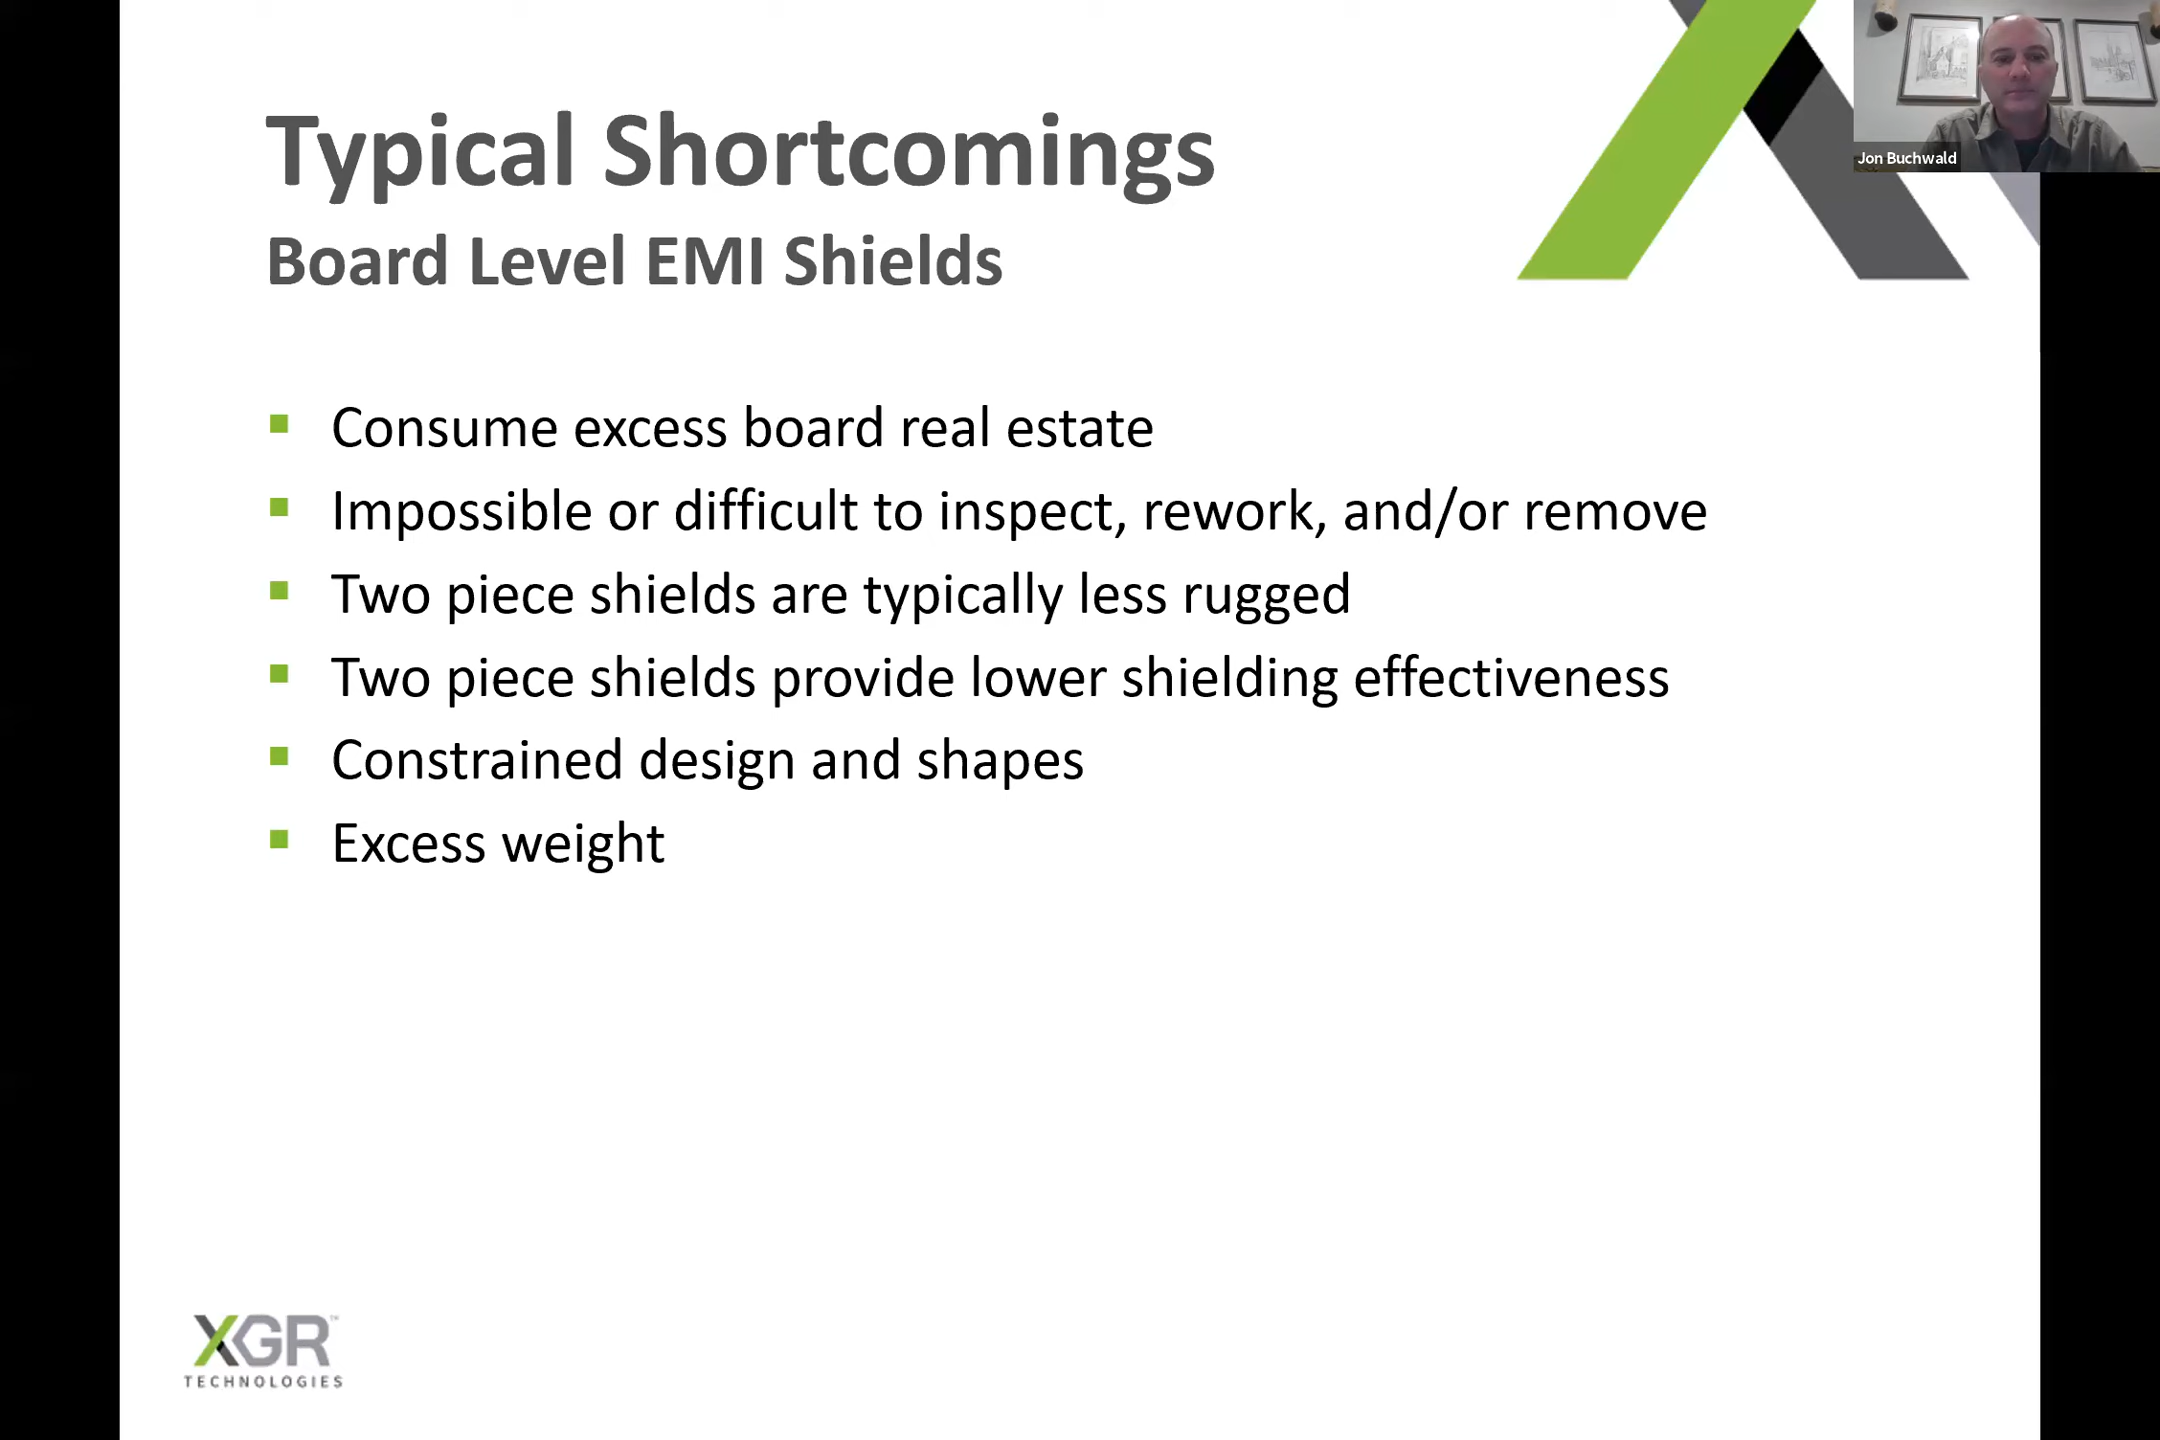 Typical Shortcomings
Board Level EMI Shields
Jon Buchwald
Consume excess board real estate
Impossible or difficult to inspect, rework, and/or remove
Two piece shields are typically less rugged
Two piece shields provide lower shielding effectiveness
Constrained design and shapes
Excess weight
XGR™
TECHNOLOGIES